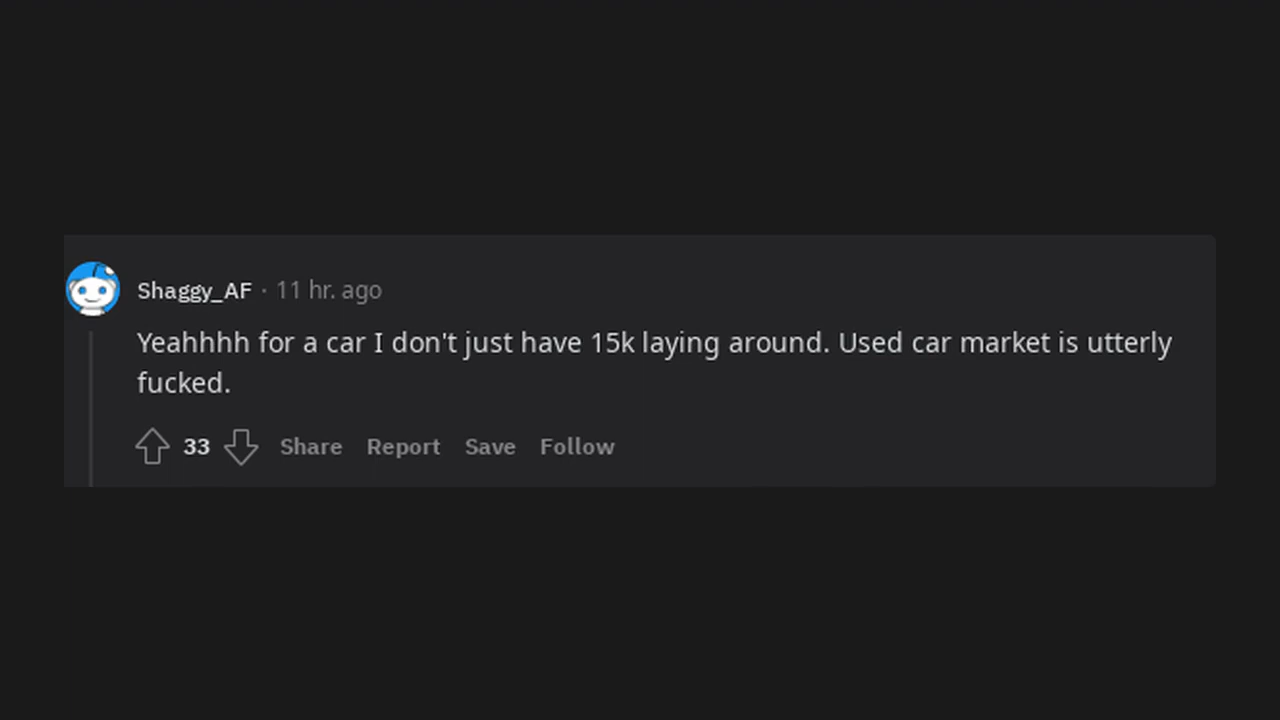 Shaggy_AF · 11 hr. ago
Yeahhhh for a car I don't just have 15k laying around. Used car market is utterly
fucked.
33 Share Report Save Follow